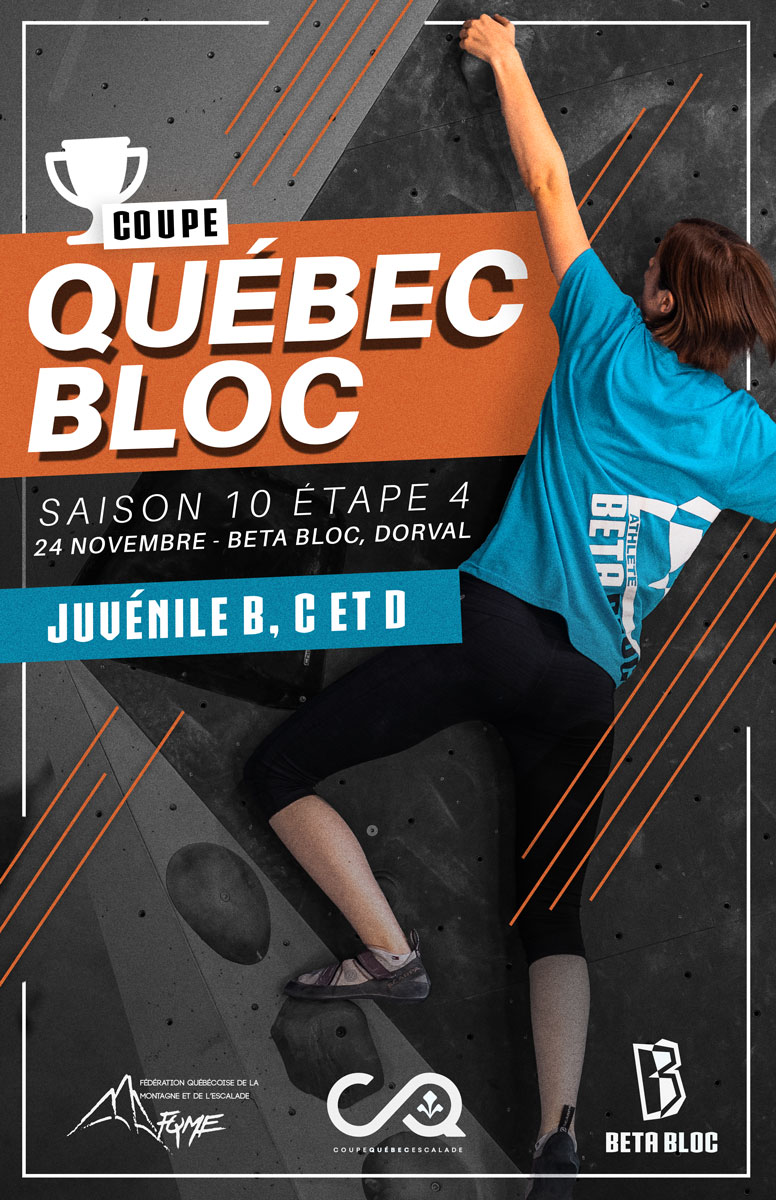 COUPE
QUÉBEC
BLOC
SAISON 10 ÉTAPE 4
24 NOVEMBRE - BETA BLOC, DORVAL
JUVÉNILE B, C ET D
ATHLETE
BETA
FÉDÉRATION QUÉBÉCOISE DE LA
MONTAGNE ET DE L'ESCALADE
FQME
CQ
COUPEQUÉBECESCALADE
BETA BLOC